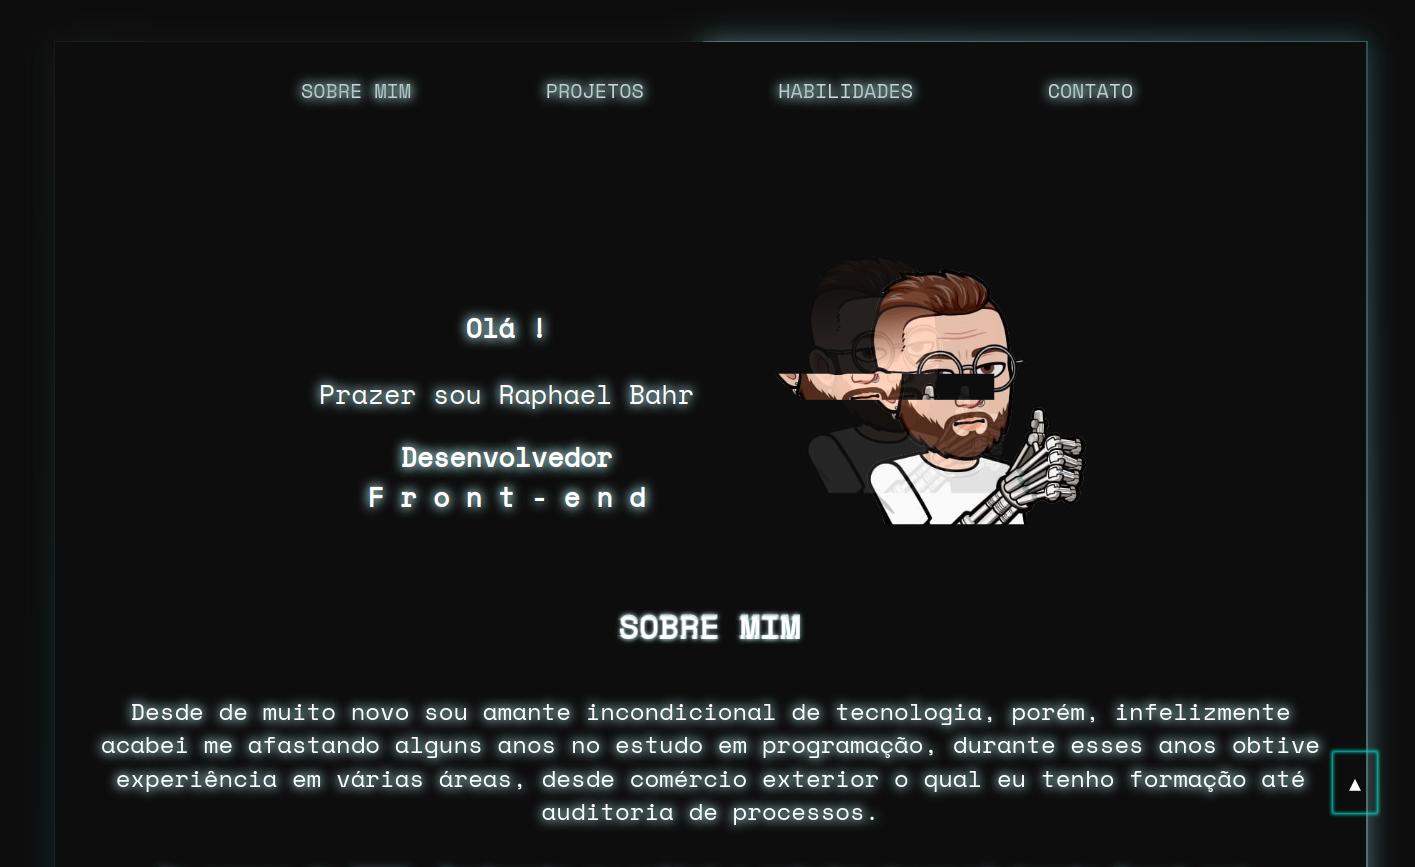 SOBRE MIM PROJETOS HABILIDADES CONTATO
Olá !
Prazer sou Raphael Bahr
Desenvolvedor
Front-end
SOBRE MIM
Desde de muito novo sou amante incondicional de tecnologia, porém, infelizmente
acabei me afastando alguns anos no estudo em programação, durante esses anos obtive
experiência em várias áreas, desde comércio exterior o qual eu tenho formação até
auditoria de processos.